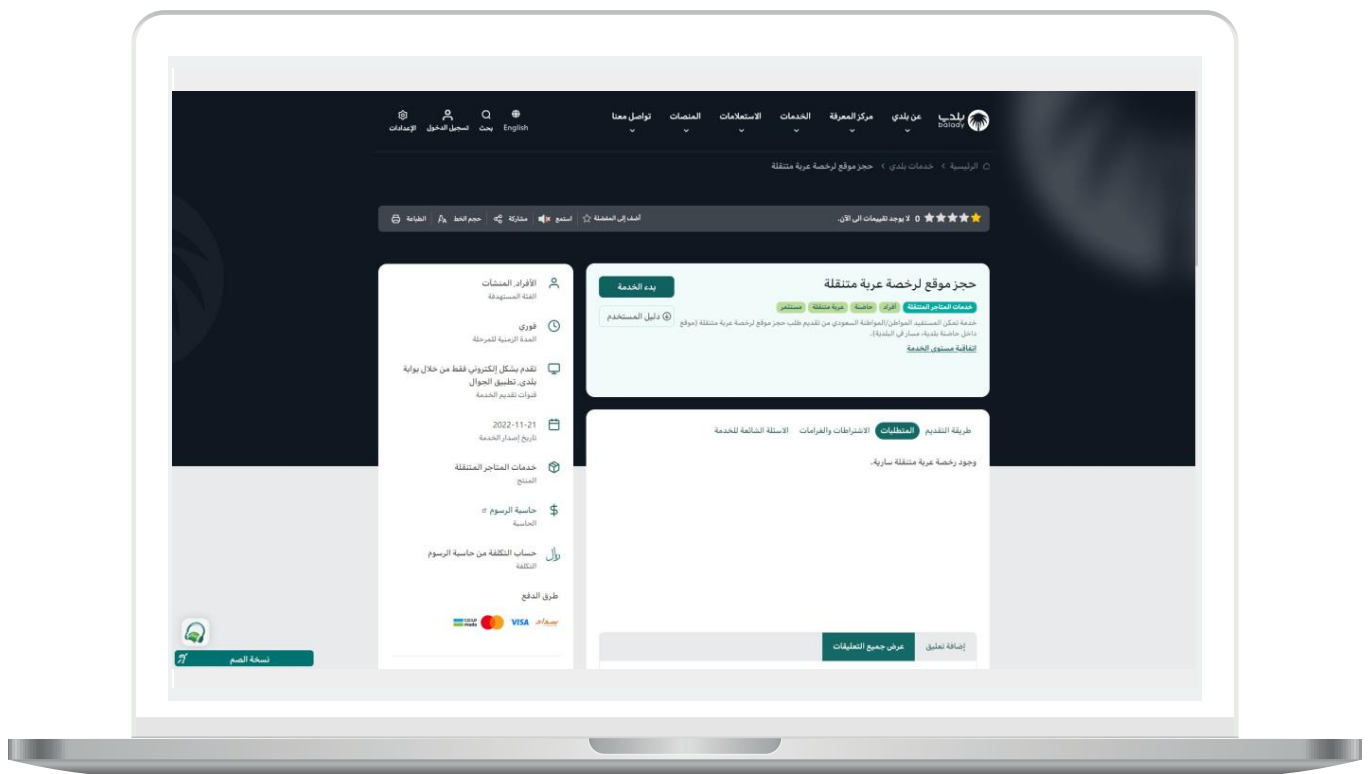 بلدي
balady
عن بلدي
مركز المعرفة
الخدمات
الاستعلامات
المنصات
تواصل معنا
English
بحث
تسجيل الدخول
الإعدادات
الرئيسية > خدمات بلدي > حجز موقع لرخصة عربة متنقلة
0 لا يوجد تقييمات الى الآن.
أضف إلى المفضلة
استمع
مشاركة
حجم الخط
الطباعة
حجز موقع لرخصة عربة متنقلة
خدمات المتاجر المتنقلة أفراد حاضنة عربة متنقلة مستثمر
خدمة تمكن المستفيد المواطن/المواطنة السعودي من تقديم طلب حجز موقع لرخصة عربة متنقلة (موقع
داخل حاضنة بلدية، مسار في البلدية).
اتفاقية مستوى الخدمة
بدء الخدمة
دليل المستخدم
طريقة التقديم
المتطلبات
الاشتراطات والغرامات
الاسئلة الشائعة للخدمة
وجود رخصة عربة متنقلة سارية.
إضافة تعليق
عرض جميع التعليقات
الأفراد, المنشآت
الفئة المستهدفة
فوري
المدة الزمنية للمرحلة
تقدم بشكل إلكتروني فقط من خلال بوابة
بلدي, تطبيق الجوال
قنوات تقديم الخدمة
2022-11-21
تاريخ إصدار الخدمة
خدمات المتاجر المتنقلة
المنتج
حاسبة الرسوم
الحاسبة
حساب التكلفة من حاسبة الرسوم
التكلفة
طرق الدفع
سداد VISA mada
نسخة الصم